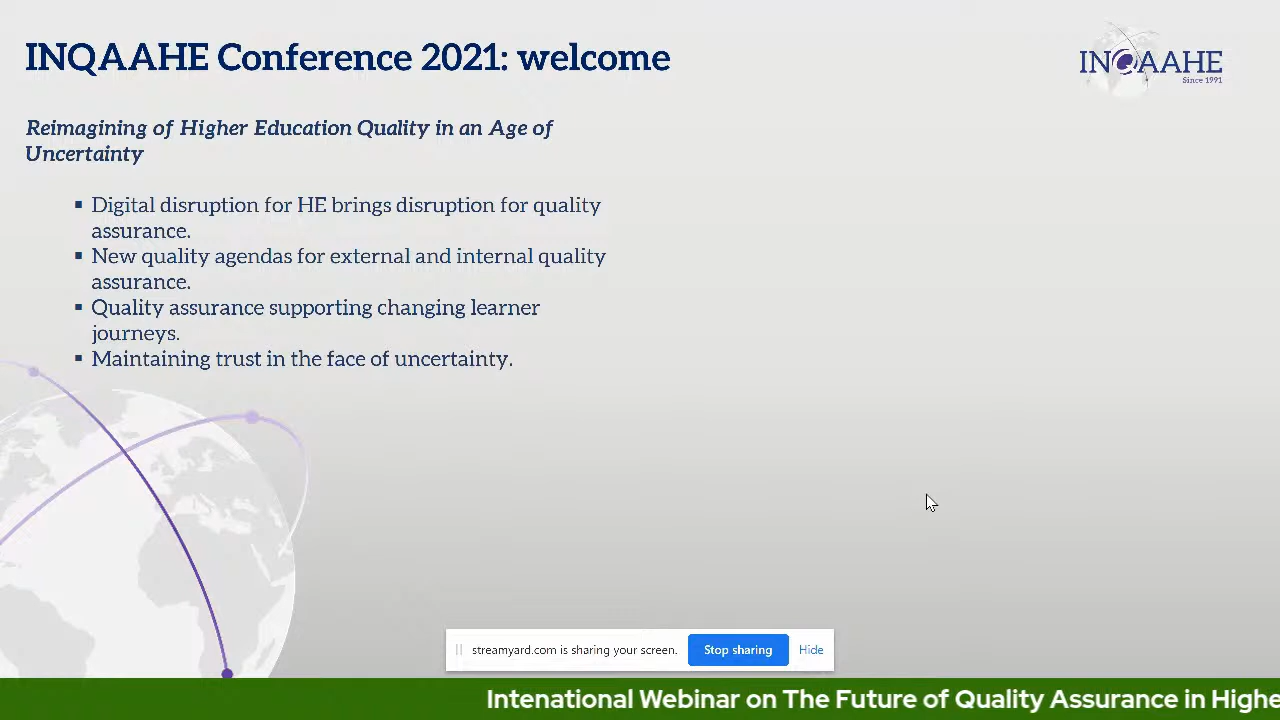 INQAAHE Conference 2021: welcome
INQAAHE
Since 1991
Reimagining of Higher Education Quality in an Age of
Uncertainty
▪ Digital disruption for HE brings disruption for quality
assurance.
▪ New quality agendas for external and internal quality
assurance.
▪ Quality assurance supporting changing learner
journeys.
▪ Maintaining trust in the face of uncertainty.
streamyard.com is sharing your screen.
Stop sharing
Hide
Intenational Webinar on The Future of Quality Assurance in Highe